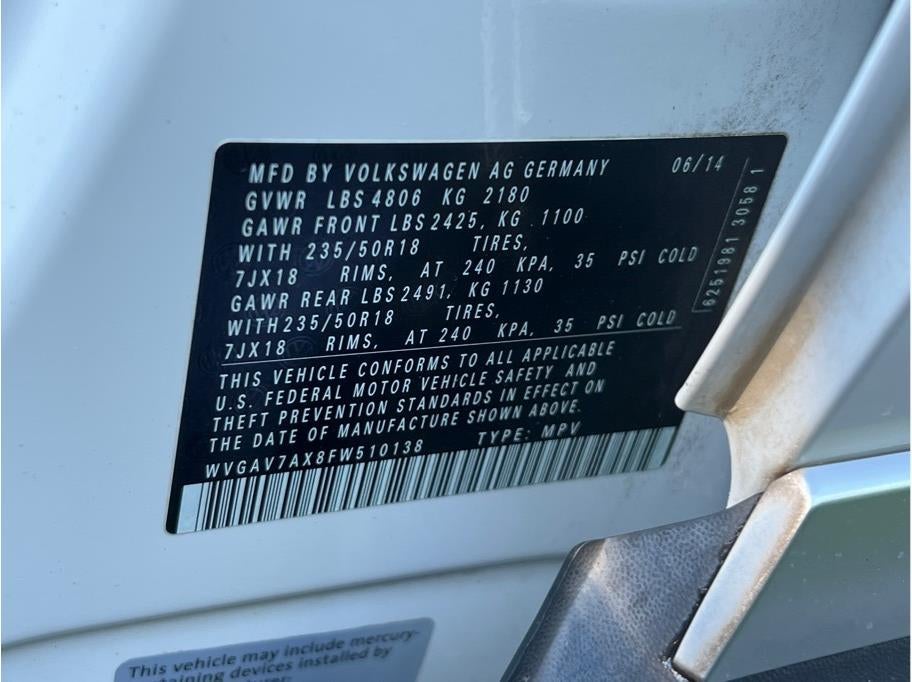 MFD BY VOLKSWAGEN AG GERMANY 06/14
GVWR LBS 4806 KG 2180
GAWR FRONT LBS 2425, KG 1100
WITH 235/50R18 TIRES,
7JX18 RIMS, AT 240 KPA, 35 PSI COLD
GAWR REAR LBS 2491, KG 1130
WITH 235/50R18 TIRES,
7JX18 RIMS, AT 240 KPA, 35 PSI COLD
THIS VEHICLE CONFORMS TO ALL APPLICABLE
U.S. FEDERAL MOTOR VEHICLE SAFETY AND
THEFT PREVENTION STANDARDS IN EFFECT ON
THE DATE OF MANUFACTURE SHOWN ABOVE.
WVGAV7AX8FW510138 TYPE: MPV
6251981 3058 1
This vehicle may include mercury-
containing devices installed by